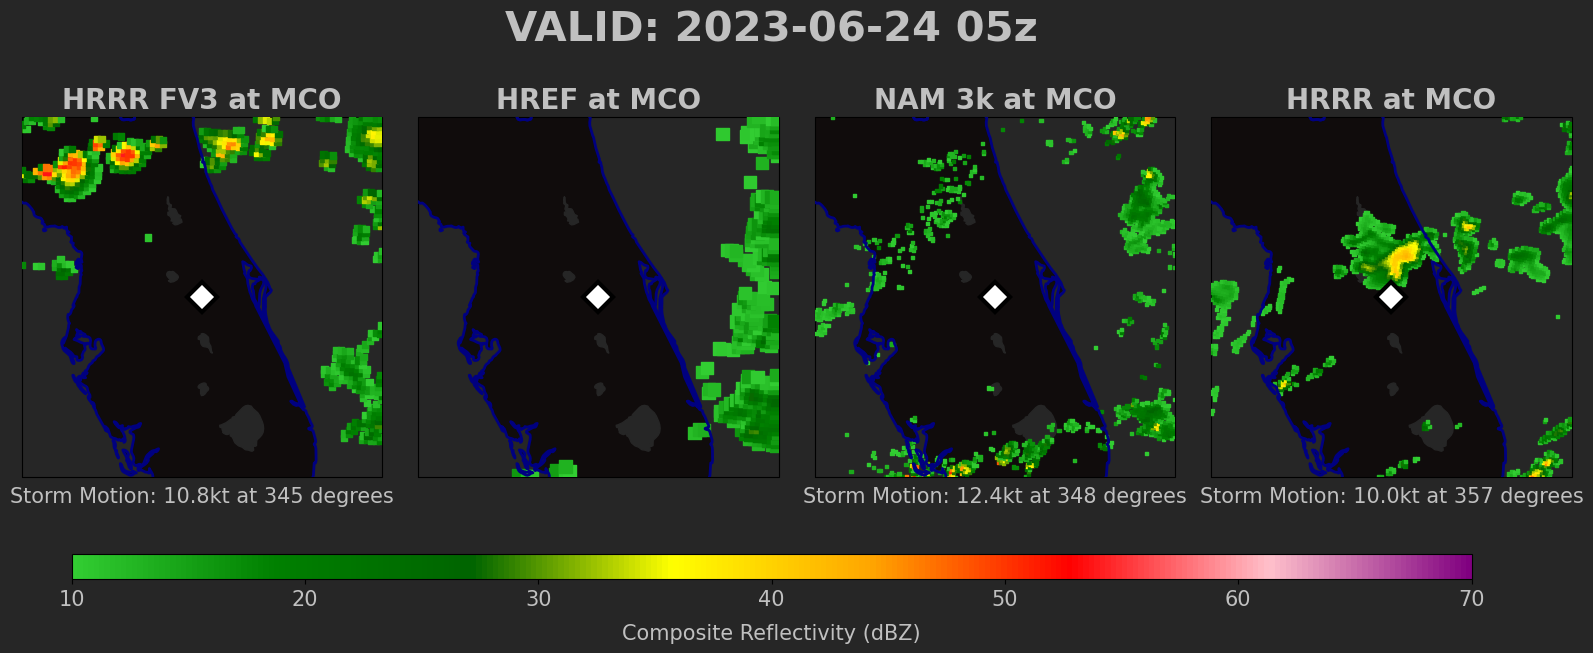 VALID: 2023-06-24 05z
HRRR FV3 at MCO
HREF at MCO
NAM 3k at MCO
HRRR at MCO
Storm Motion: 10.8kt at 345 degrees
Storm Motion: 12.4kt at 348 degrees
Storm Motion: 10.0kt at 357 degrees
10 20 30 40 50 60 70
Composite Reflectivity (dBZ)